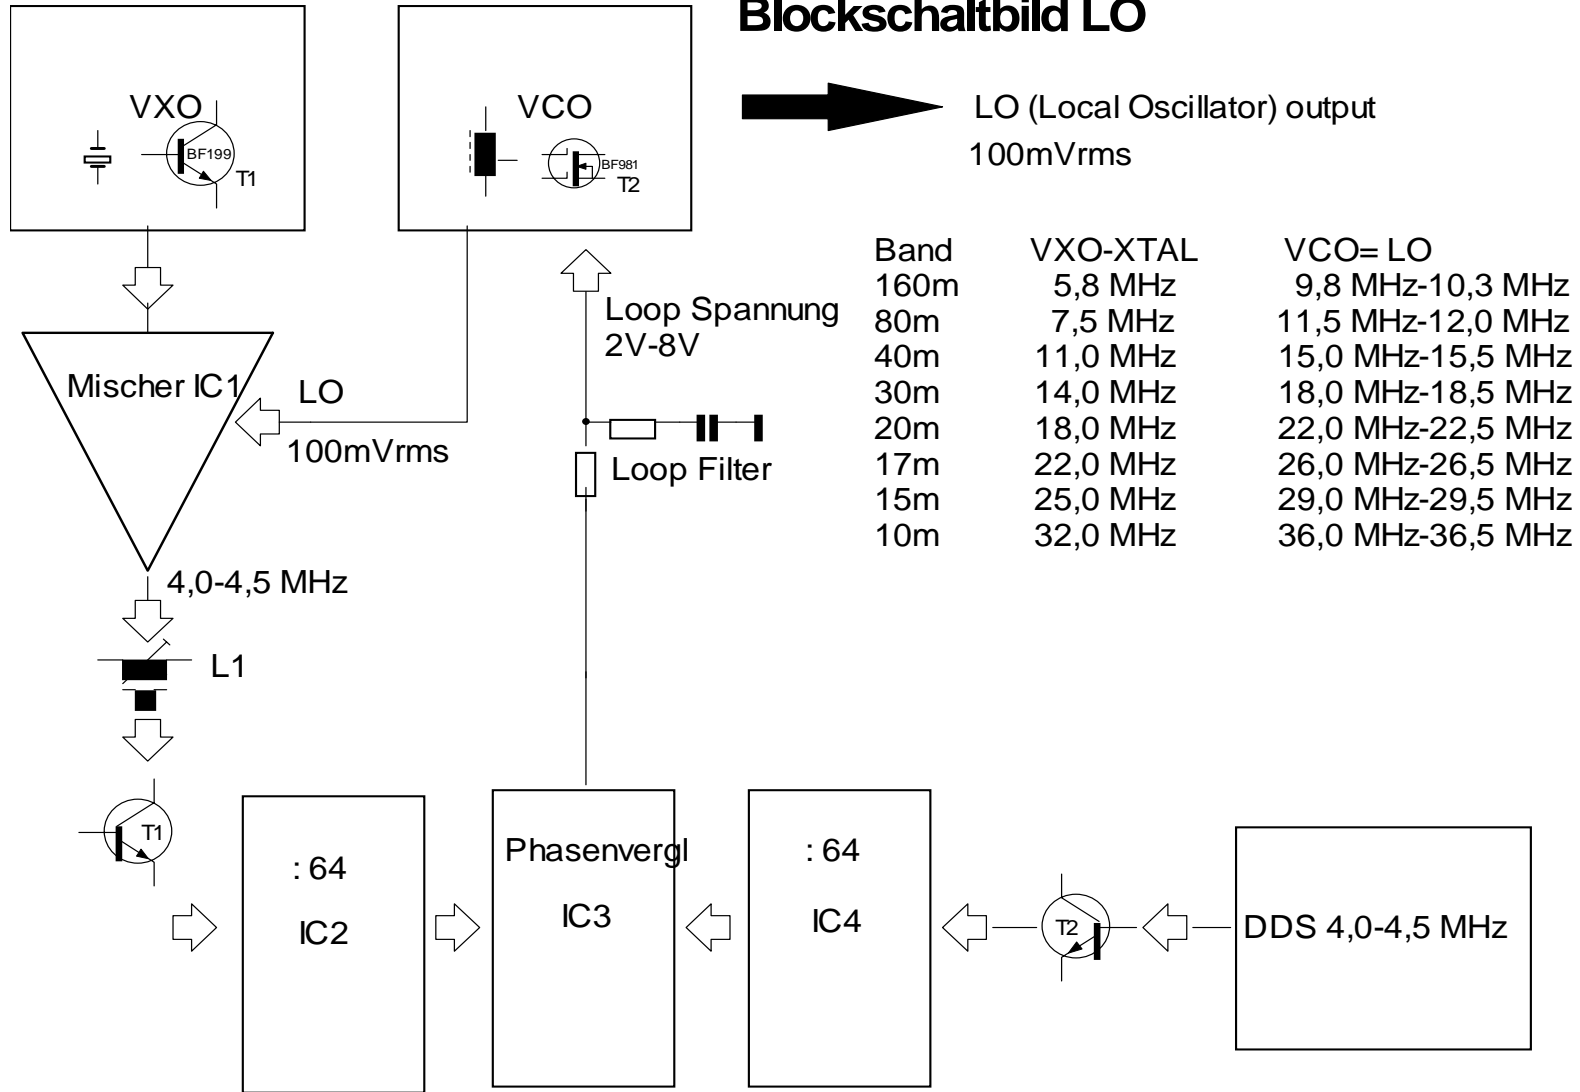 Blockschaltbild LO
VXO
BF199
T1
VCO
BF981
T2
LO (Local Oscillator) output
100mVrms
Band VXO-XTAL VCO= LO
160m 5,8 MHz 9,8 MHz-10,3 MHz
80m 7,5 MHz 11,5 MHz-12,0 MHz
40m 11,0 MHz 15,0 MHz-15,5 MHz
30m 14,0 MHz 18,0 MHz-18,5 MHz
20m 18,0 MHz 22,0 MHz-22,5 MHz
17m 22,0 MHz 26,0 MHz-26,5 MHz
15m 25,0 MHz 29,0 MHz-29,5 MHz
10m 32,0 MHz 36,0 MHz-36,5 MHz
Loop Spannung
2V-8V
Mischer IC1
LO
100mVrms
Loop Filter
4,0-4,5 MHz
L1
T1
: 64
IC2
Phasenvergl
IC3
: 64
IC4
T2
DDS 4,0-4,5 MHz